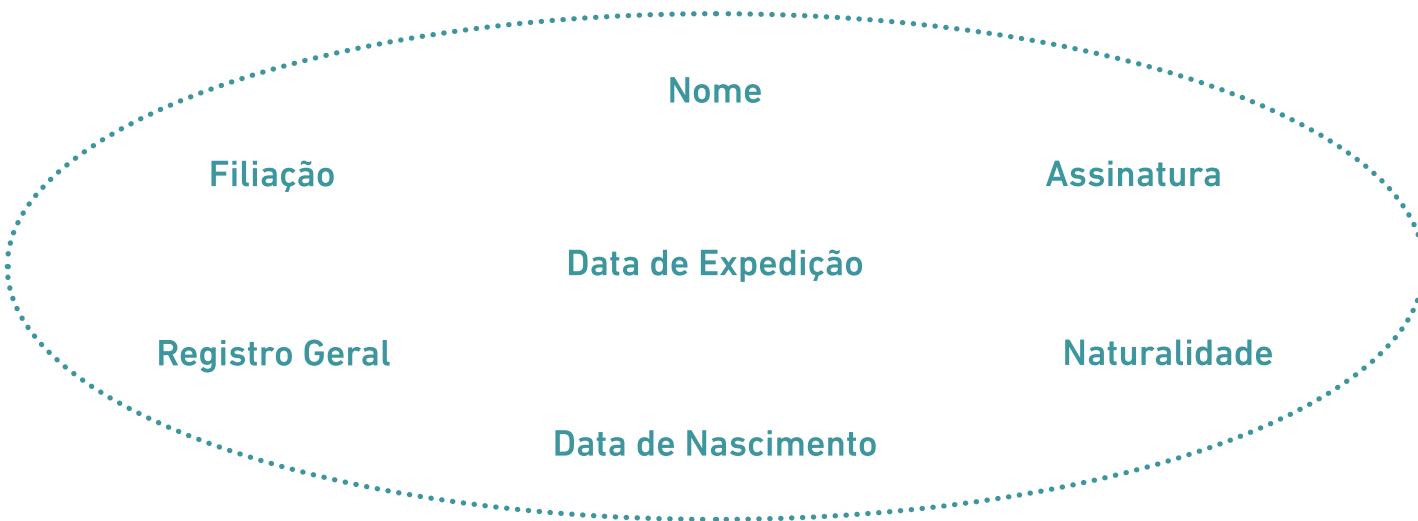 Nome
Filiação
Assinatura
Data de Expedição
Registro Geral
Naturalidade
Data de Nascimento